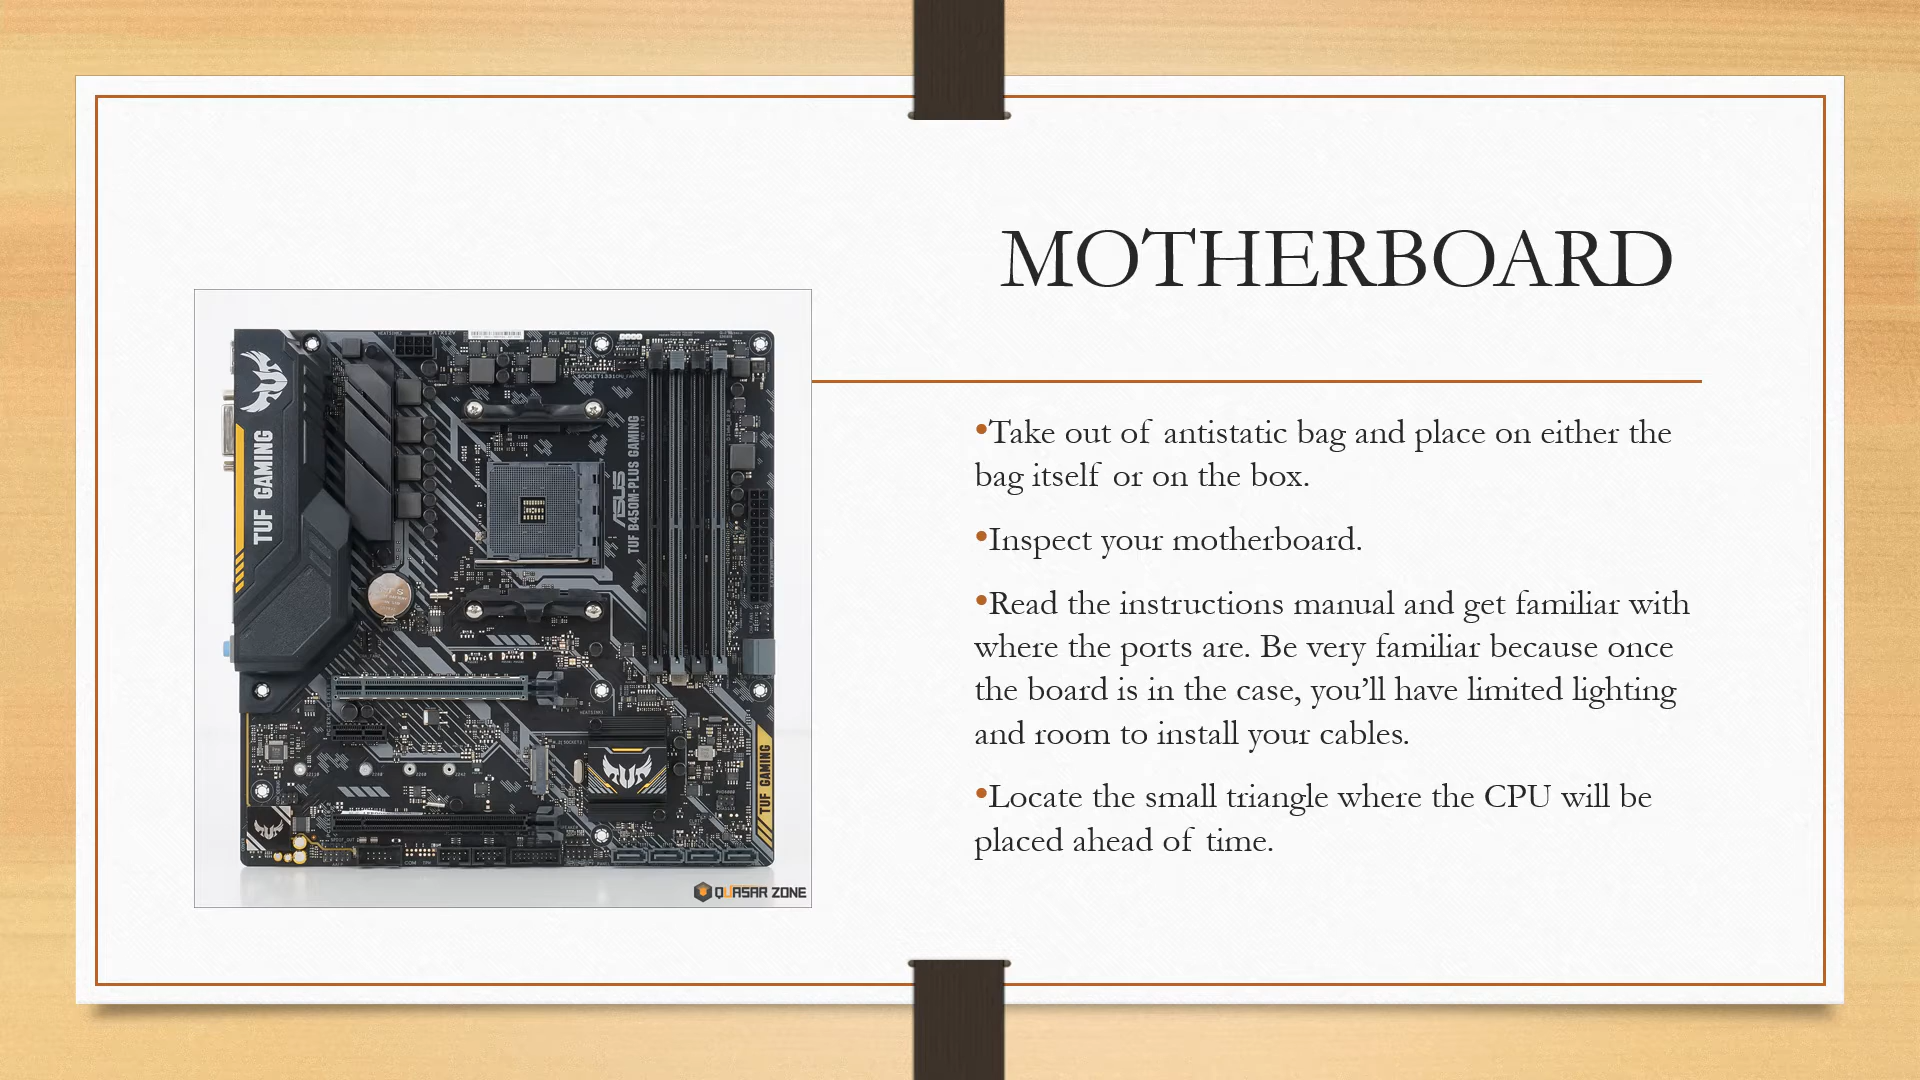 MOTHERBOARD
•Take out of antistatic bag and place on either the
bag itself or on the box.
•Inspect your motherboard.
•Read the instructions manual and get familiar with
where the ports are. Be very familiar because once
the board is in the case, you’ll have limited lighting
and room to install your cables.
•Locate the small triangle where the CPU will be
placed ahead of time.
TUF GAMING
ASUS
TUF B450M-PLUS GAMING
TUF GAMING
QUASAR ZONE